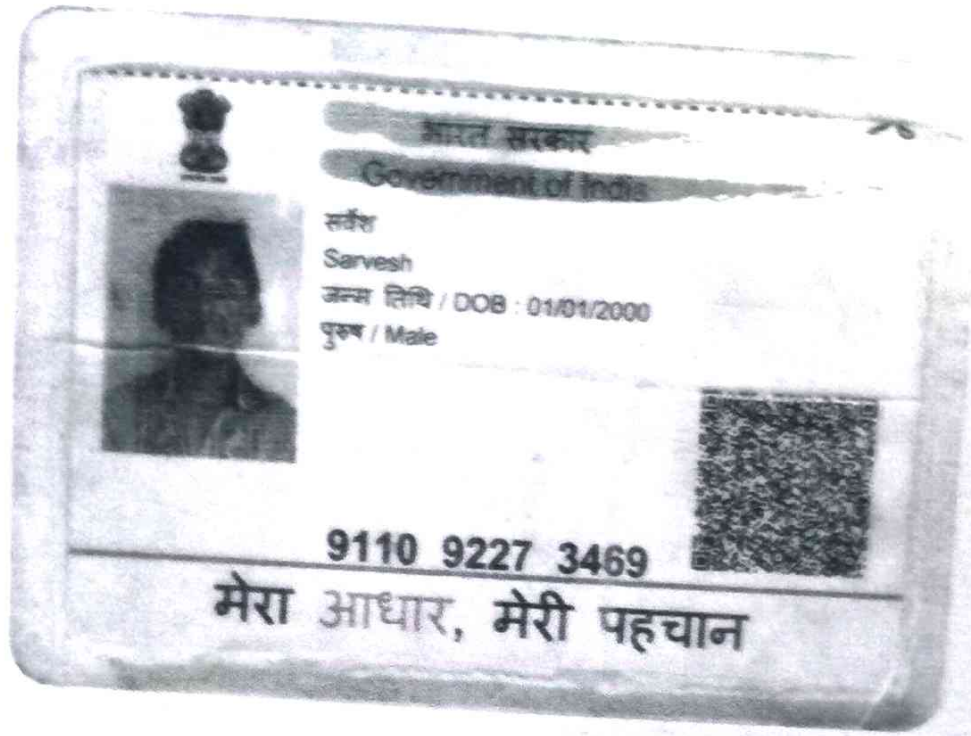 भारत सरकार
Government of India
सर्वेश
Sarvesh
जन्म तिथि / DOB : 01/01/2000
पुरुष / Male
9110 9227 3469
मेरा आधार, मेरी पहचान